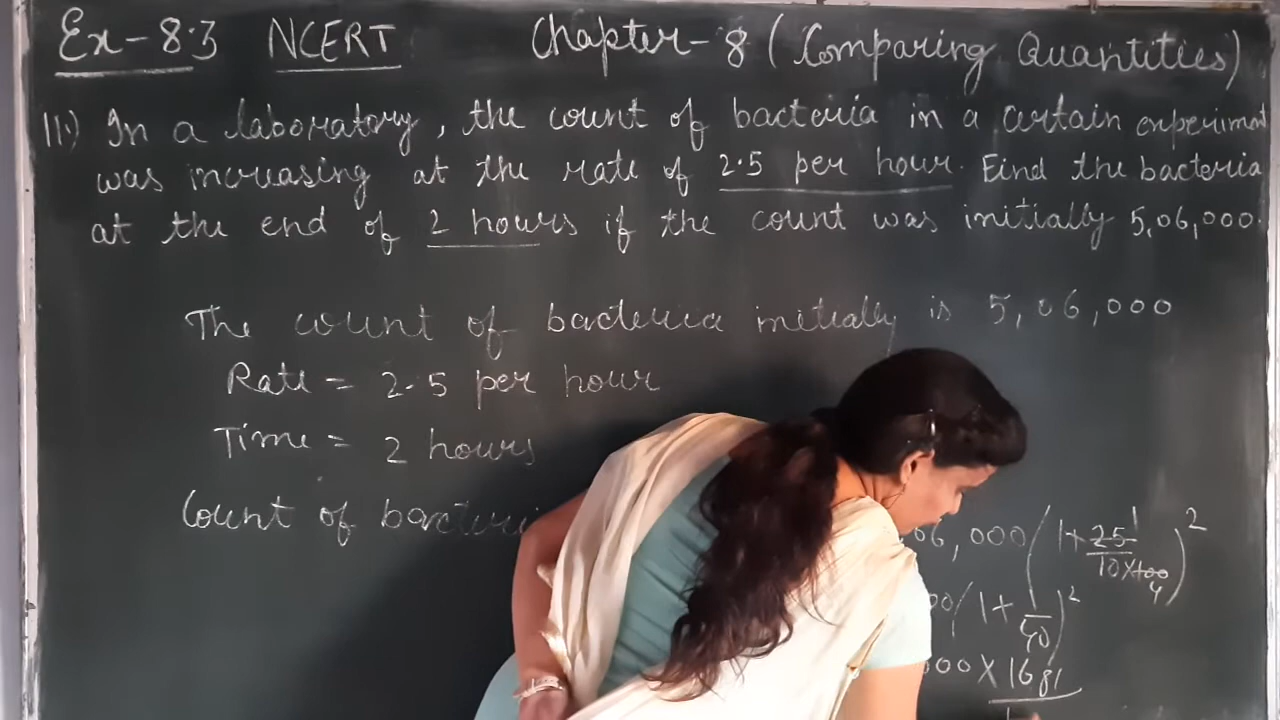 Ex-8.3 NCERT Chapter-8 (Comparing Quantities)
11.) In a laboratory, the count of bacteria in a certain experiment
was increasing at the rate of 2.5 per hour. Find the bacteria
at the end of 2 hours if the count was initially 5,06,000.
The count of bacteria initially is 5,06,000
Rate = 2.5 per hour
Time = 2 hours
Count of bacteri 06,000(1+25/10×100)²
1 4
00(1+1/40)²
000×1681